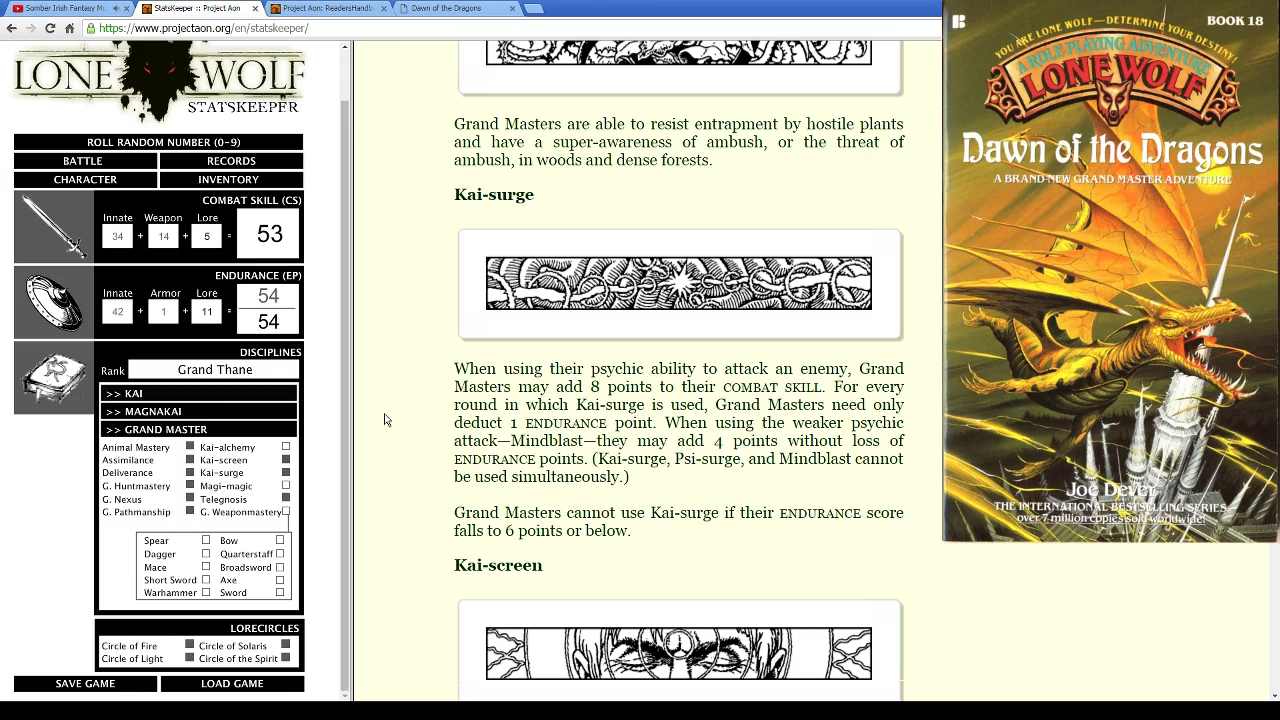 Somber Irish Fantasy Mu
StatsKeeper :: Project Aon
Project Aon: ReadersHandb
Dawn of the Dragons
https://www.projectaon.org/en/statskeeper/
LONE WOLF
STATSKEEPER
ROLL RANDOM NUMBER (0-9)
BATTLE RECORDS
CHARACTER INVENTORY
COMBAT SKILL (CS)
Innate Weapon Lore
34 + 14 + 5 = 53
ENDURANCE (EP)
Innate Armor Lore
54
42 + 1 + 11 = 54
DISCIPLINES
Rank Grand Thane
>> KAI
>> MAGNAKAI
>> GRAND MASTER
Animal Mastery Kai-alchemy
Assimilance Kai-screen
Deliverance Kai-surge
G. Huntmastery Magi-magic
G. Nexus Telegnosis
G. Pathmanship G. Weaponmastery
Spear Bow
Dagger Quarterstaff
Mace Broadsword
Short Sword Axe
Warhammer Sword
LORECIRCLES
Circle of Fire Circle of Solaris
Circle of Light Circle of the Spirit
SAVE GAME LOAD GAME
Grand Masters are able to resist entrapment by hostile plants
and have a super-awareness of ambush, or the threat of
ambush, in woods and dense forests.
Kai-surge
When using their psychic ability to attack an enemy, Grand
Masters may add 8 points to their COMBAT SKILL. For every
round in which Kai-surge is used, Grand Masters need only
deduct 1 ENDURANCE point. When using the weaker psychic
attack—Mindblast—they may add 4 points without loss of
ENDURANCE points. (Kai-surge, Psi-surge, and Mindblast cannot
be used simultaneously.)
Grand Masters cannot use Kai-surge if their ENDURANCE score
falls to 6 points or below.
Kai-screen
B
BOOK 18
YOU ARE LONE WOLF—DETERMINE YOUR DESTINY!
A ROLE PLAYING ADVENTURE
LONE WOLF
Dawn of the Dragons
A BRAND-NEW GRAND MASTER ADVENTURE
Joe Dever
THE INTERNATIONAL BESTSELLING SERIES—
over 7 million copies sold worldwide!